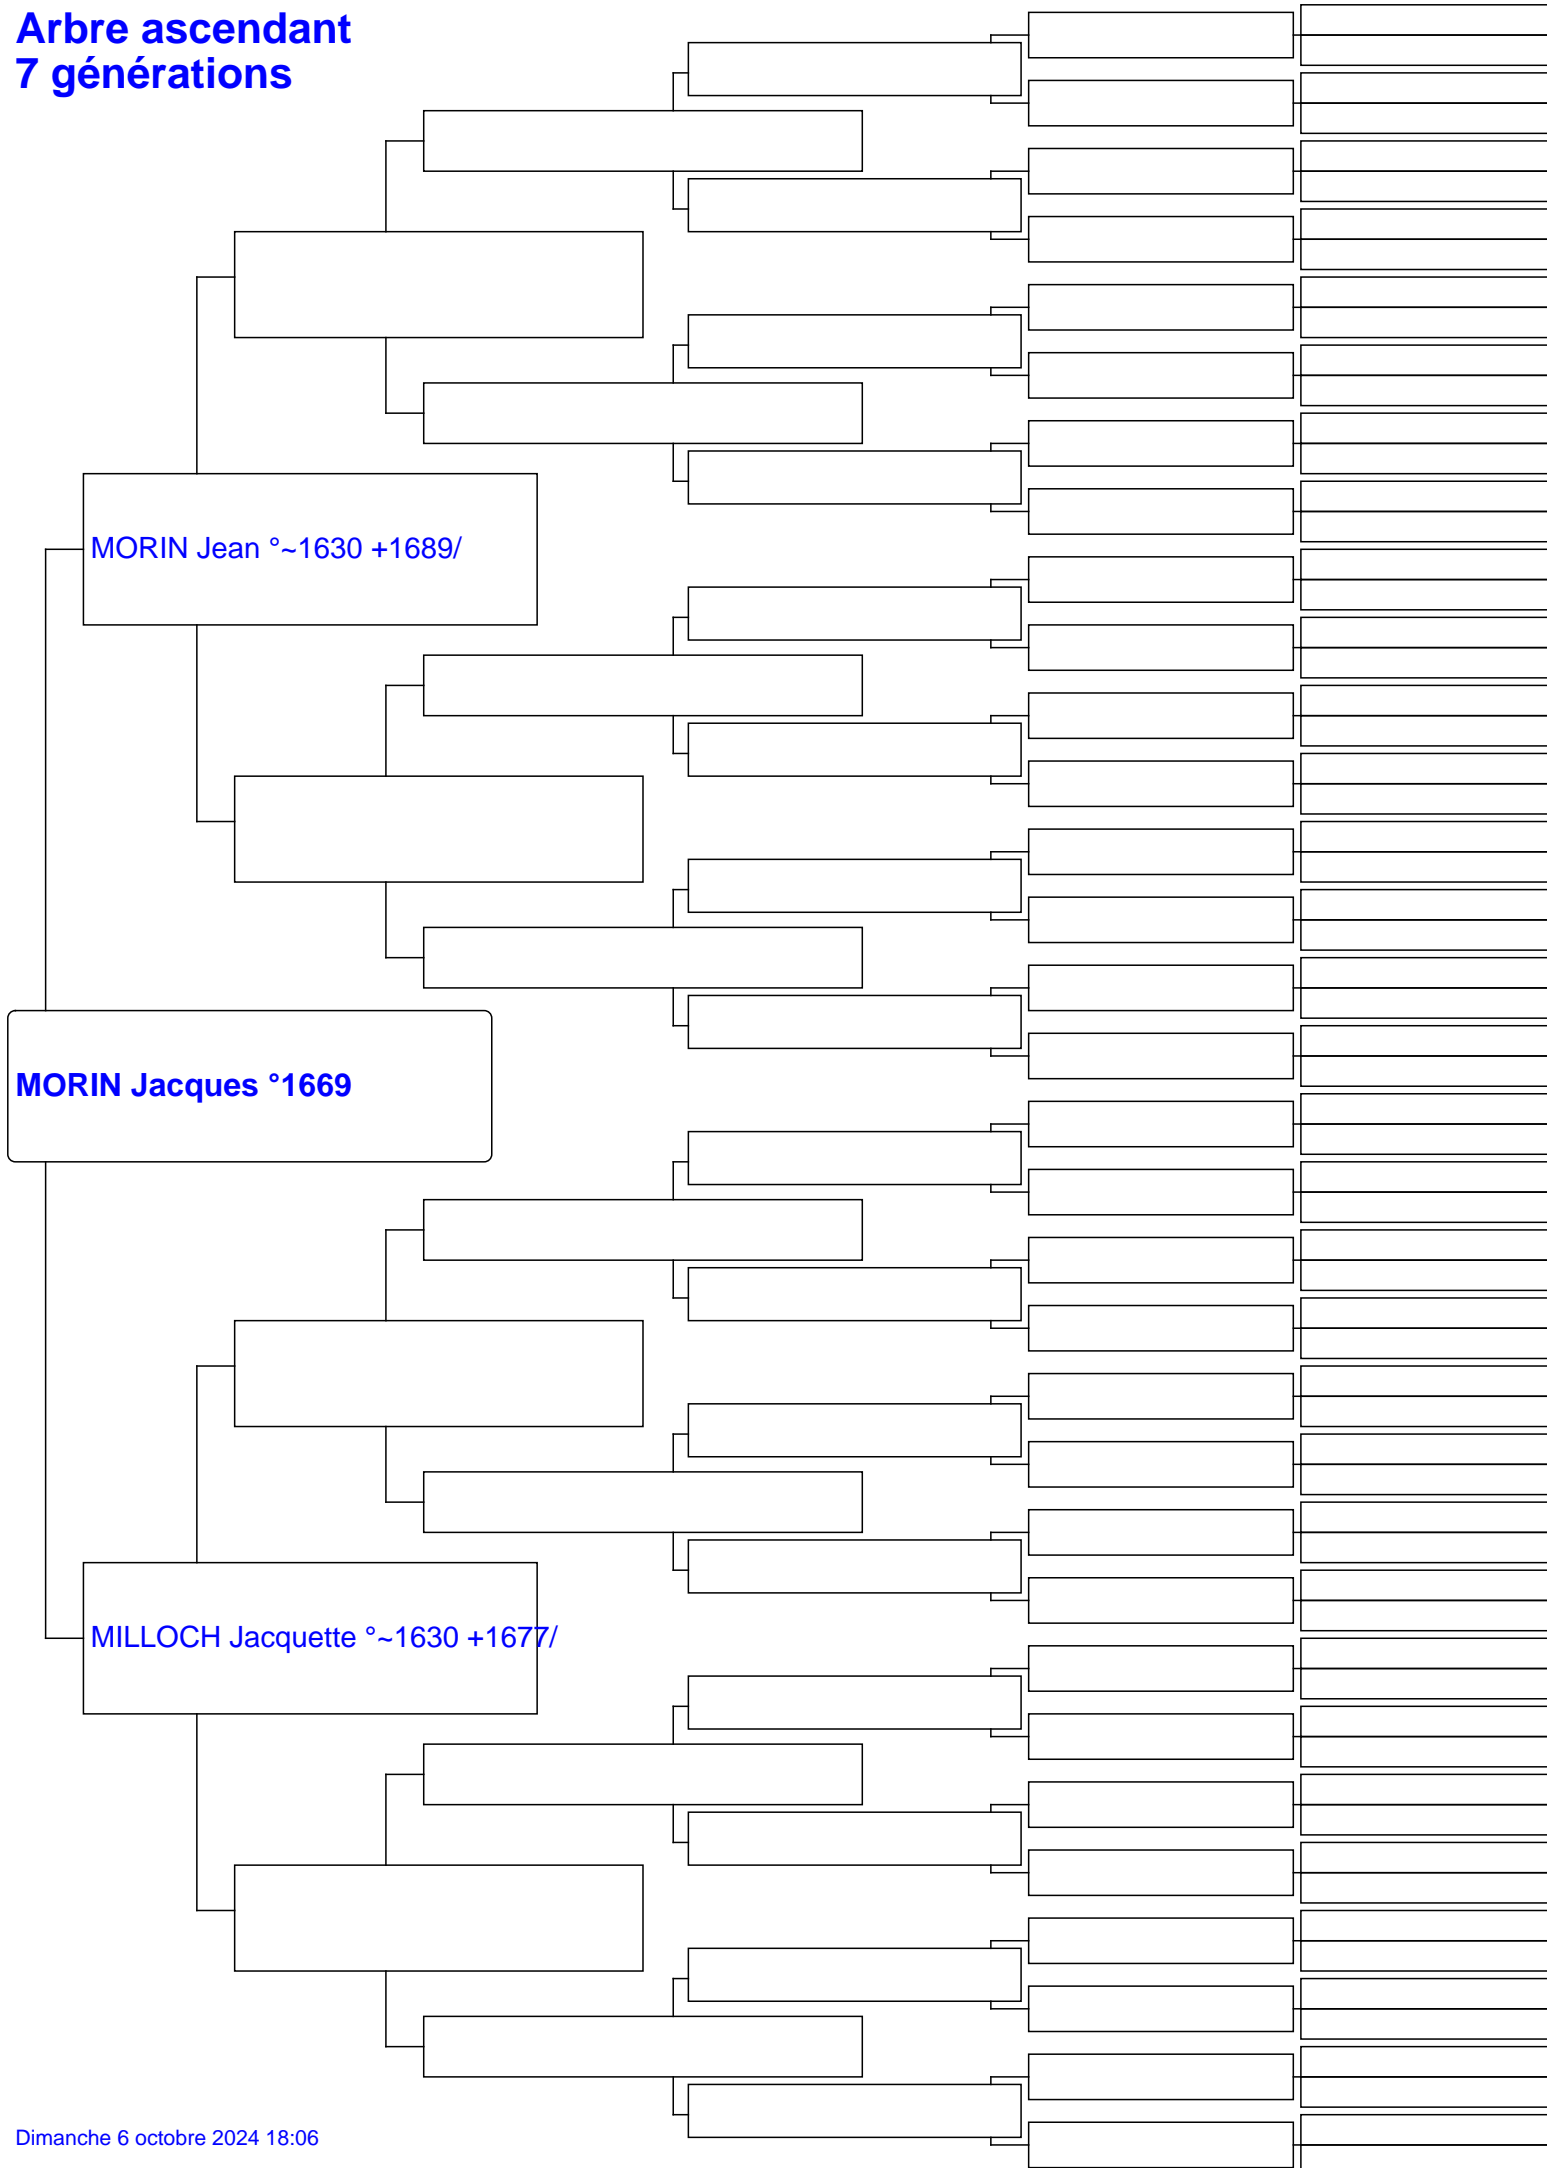 Arbre ascendant
7 générations
MORIN Jean °~1630 +1689/
MORIN Jacques °1669
MILLOCH Jacquette °~1630 +1677/
Dimanche 6 octobre 2024 18:06